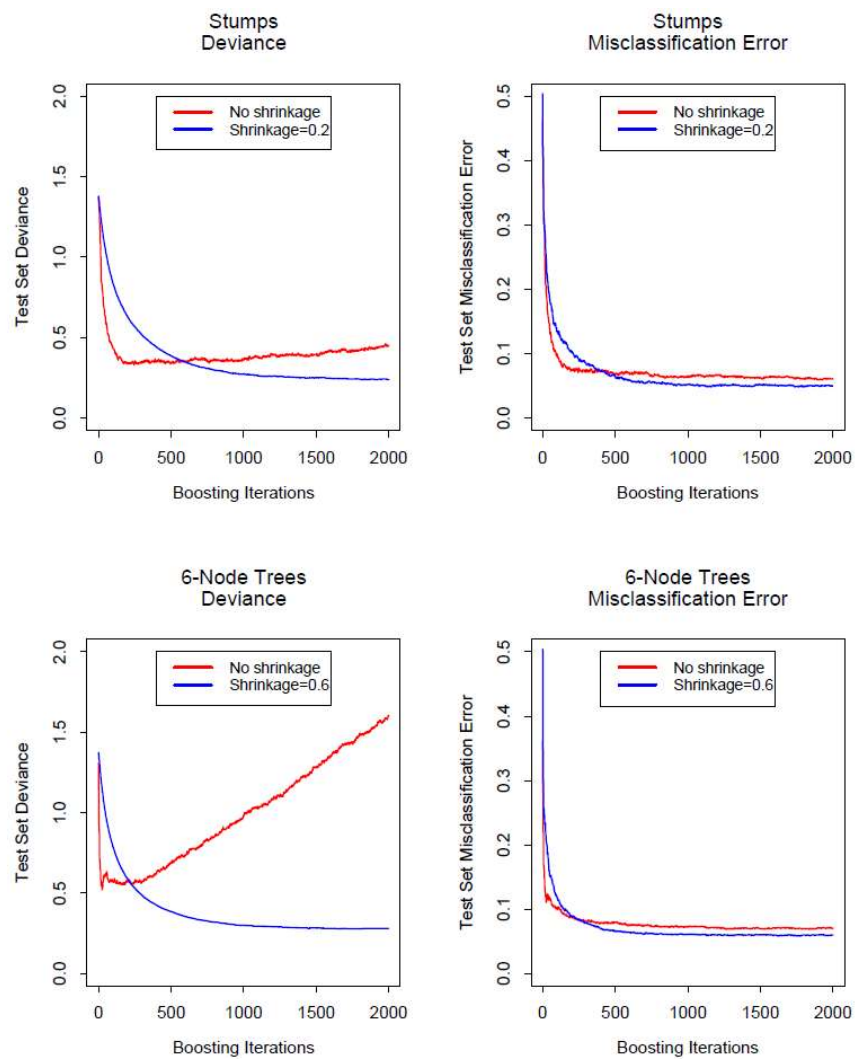 Stumps
Deviance
Test Set Deviance
2.0
1.5
1.0
0.5
0.0
No shrinkage
Shrinkage=0.2
0 500 1000 1500 2000
Boosting Iterations
Stumps
Misclassification Error
Test Set Misclassification Error
0.5
0.4
0.3
0.2
0.1
0.0
No shrinkage
Shrinkage=0.2
0 500 1000 1500 2000
Boosting Iterations
6-Node Trees
Deviance
Test Set Deviance
2.0
1.5
1.0
0.5
0.0
No shrinkage
Shrinkage=0.6
0 500 1000 1500 2000
Boosting Iterations
6-Node Trees
Misclassification Error
Test Set Misclassification Error
0.5
0.4
0.3
0.2
0.1
0.0
No shrinkage
Shrinkage=0.6
0 500 1000 1500 2000
Boosting Iterations